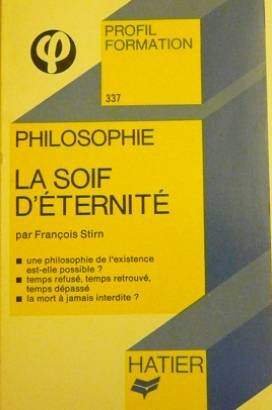 PROFIL
FORMATION
337
PHILOSOPHIE
LA SOIF
D'ÉTERNITÉ
par François Stirn
■ une philosophie de l'existence
est-elle possible ?
■ temps refusé, temps retrouvé,
temps dépassé
■ la mort à jamais interdite ?
HATIER